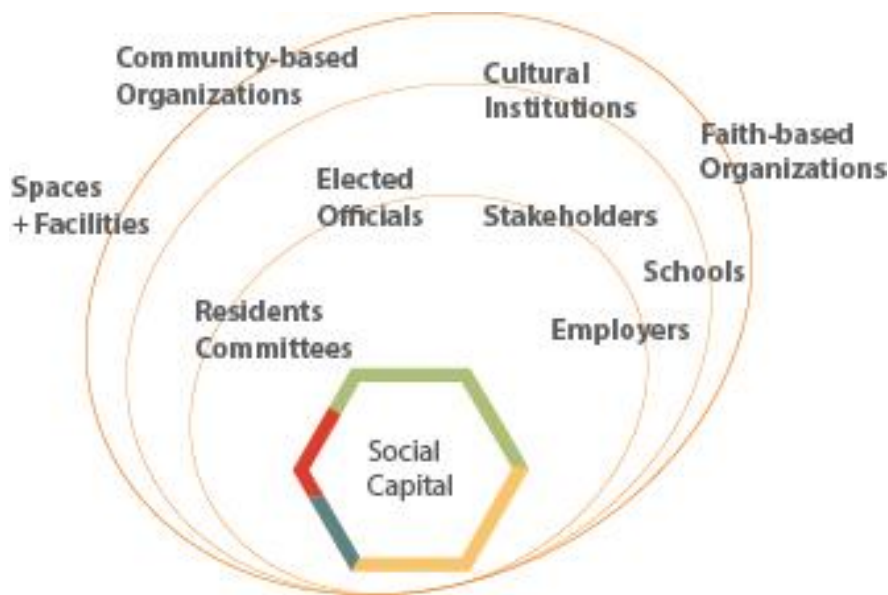 Community-based
Organizations
Cultural
Institutions
Faith-based
Organizations
Spaces
+ Facilities
Elected
Officials
Stakeholders
Schools
Residents
Committees
Employers
Social
Capital